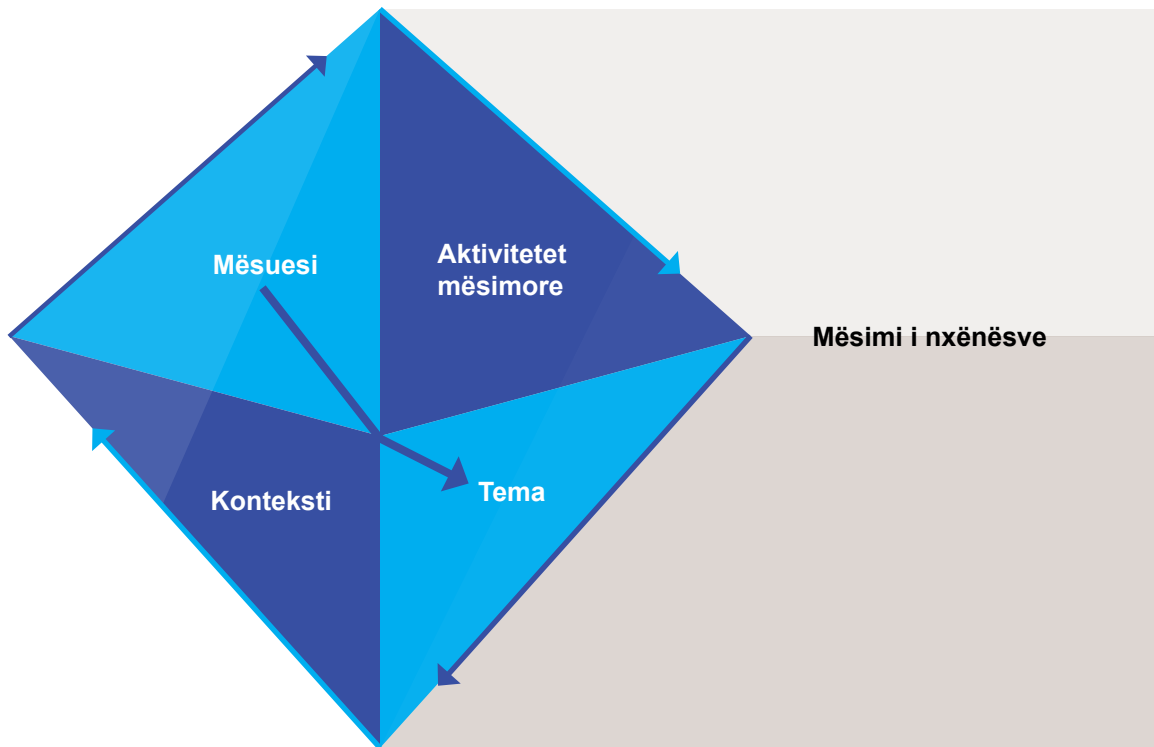 Mësuesi
Aktivitetet
mësimore
Mësimi i nxënësve
Konteksti
Tema